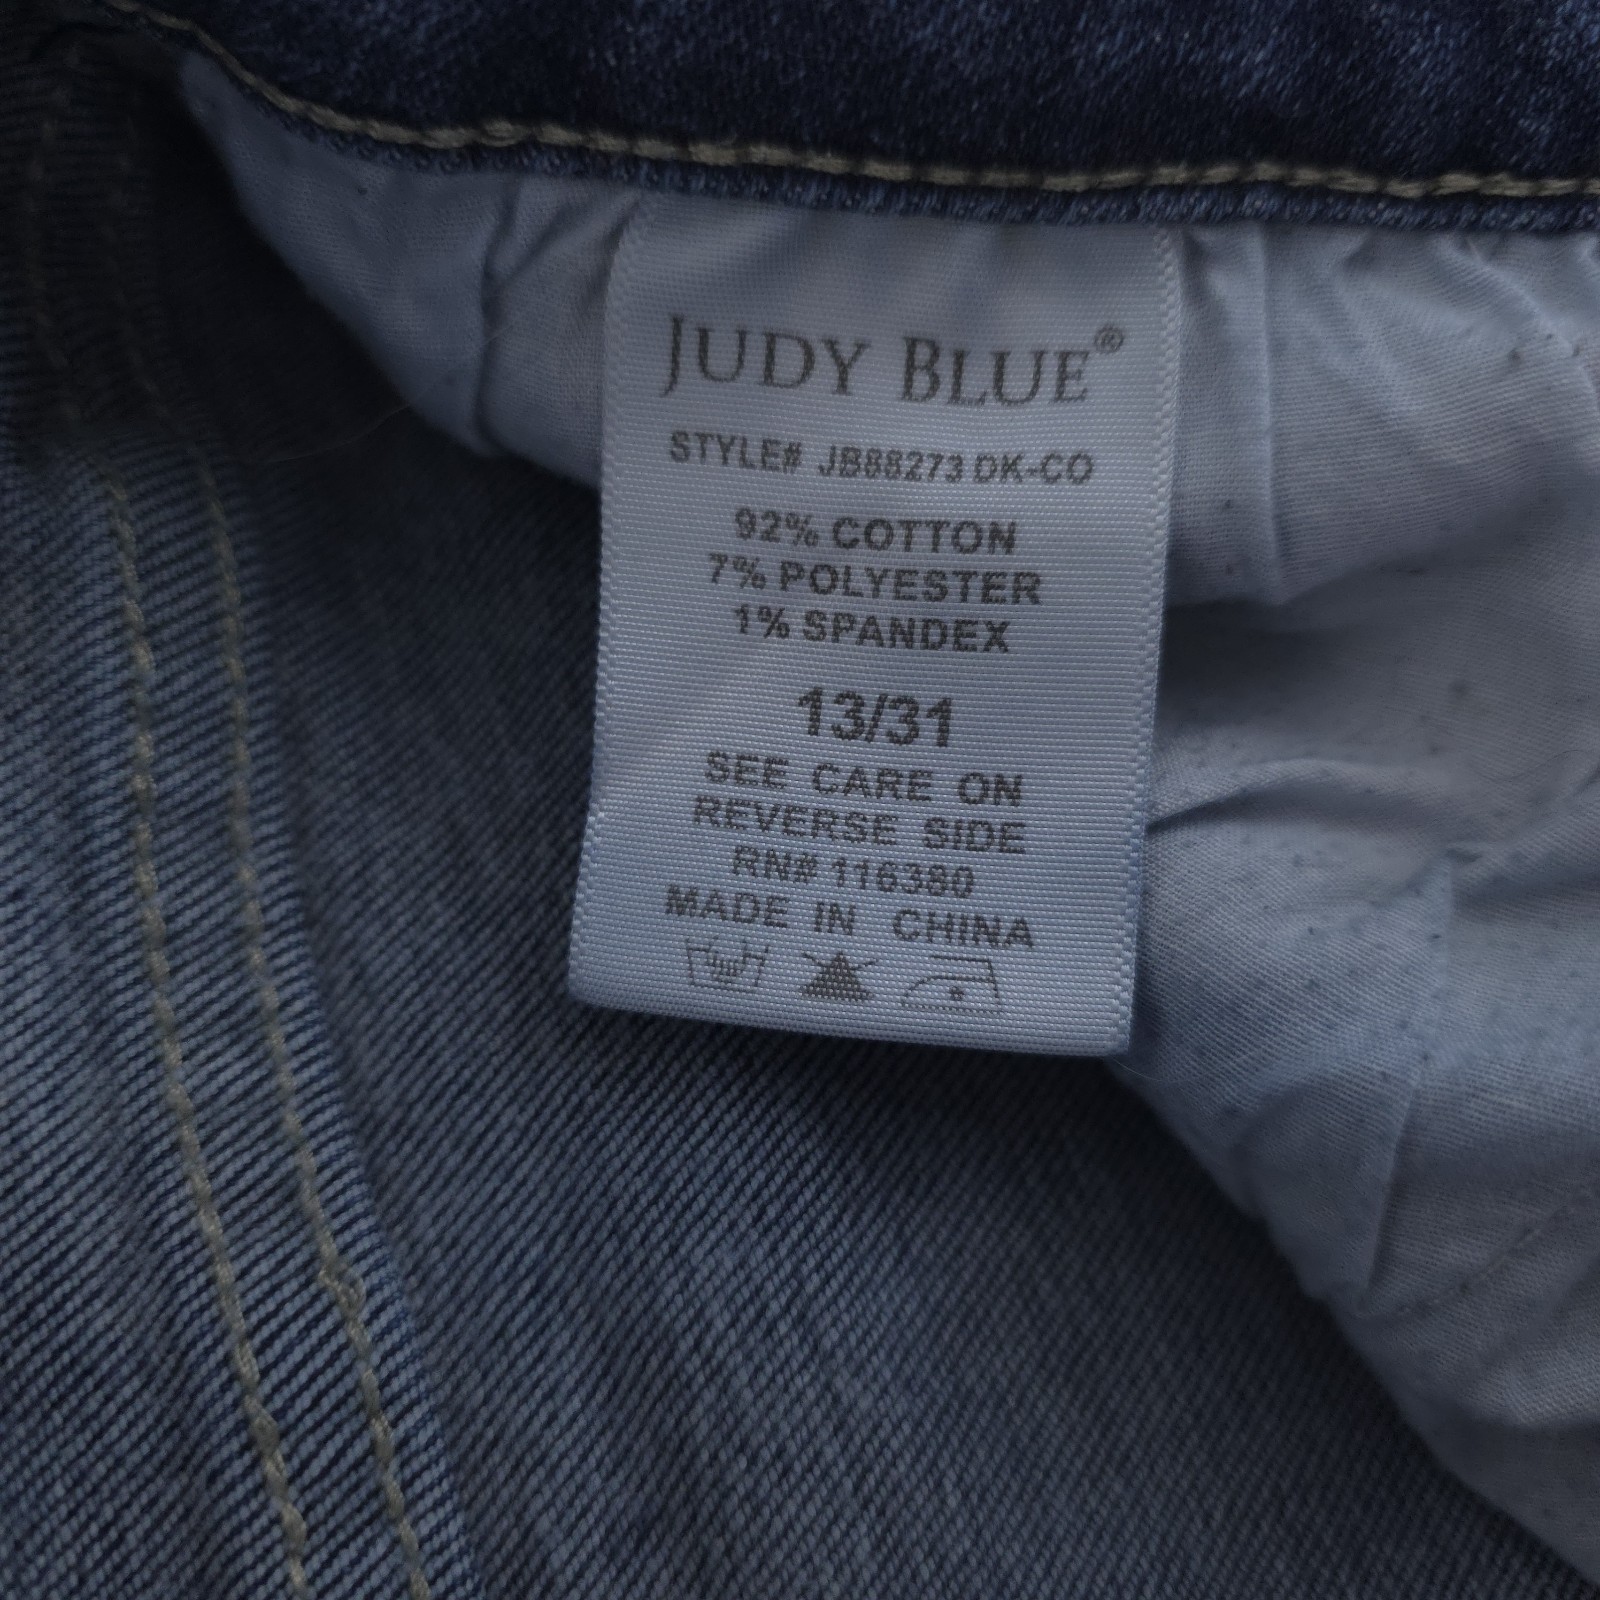 JUDY BLUE®
STYLE# JB88273 DK-CO
92% COTTON
7% POLYESTER
1% SPANDEX
13/31
SEE CARE ON
REVERSE SIDE
RN# 116380
MADE IN CHINA